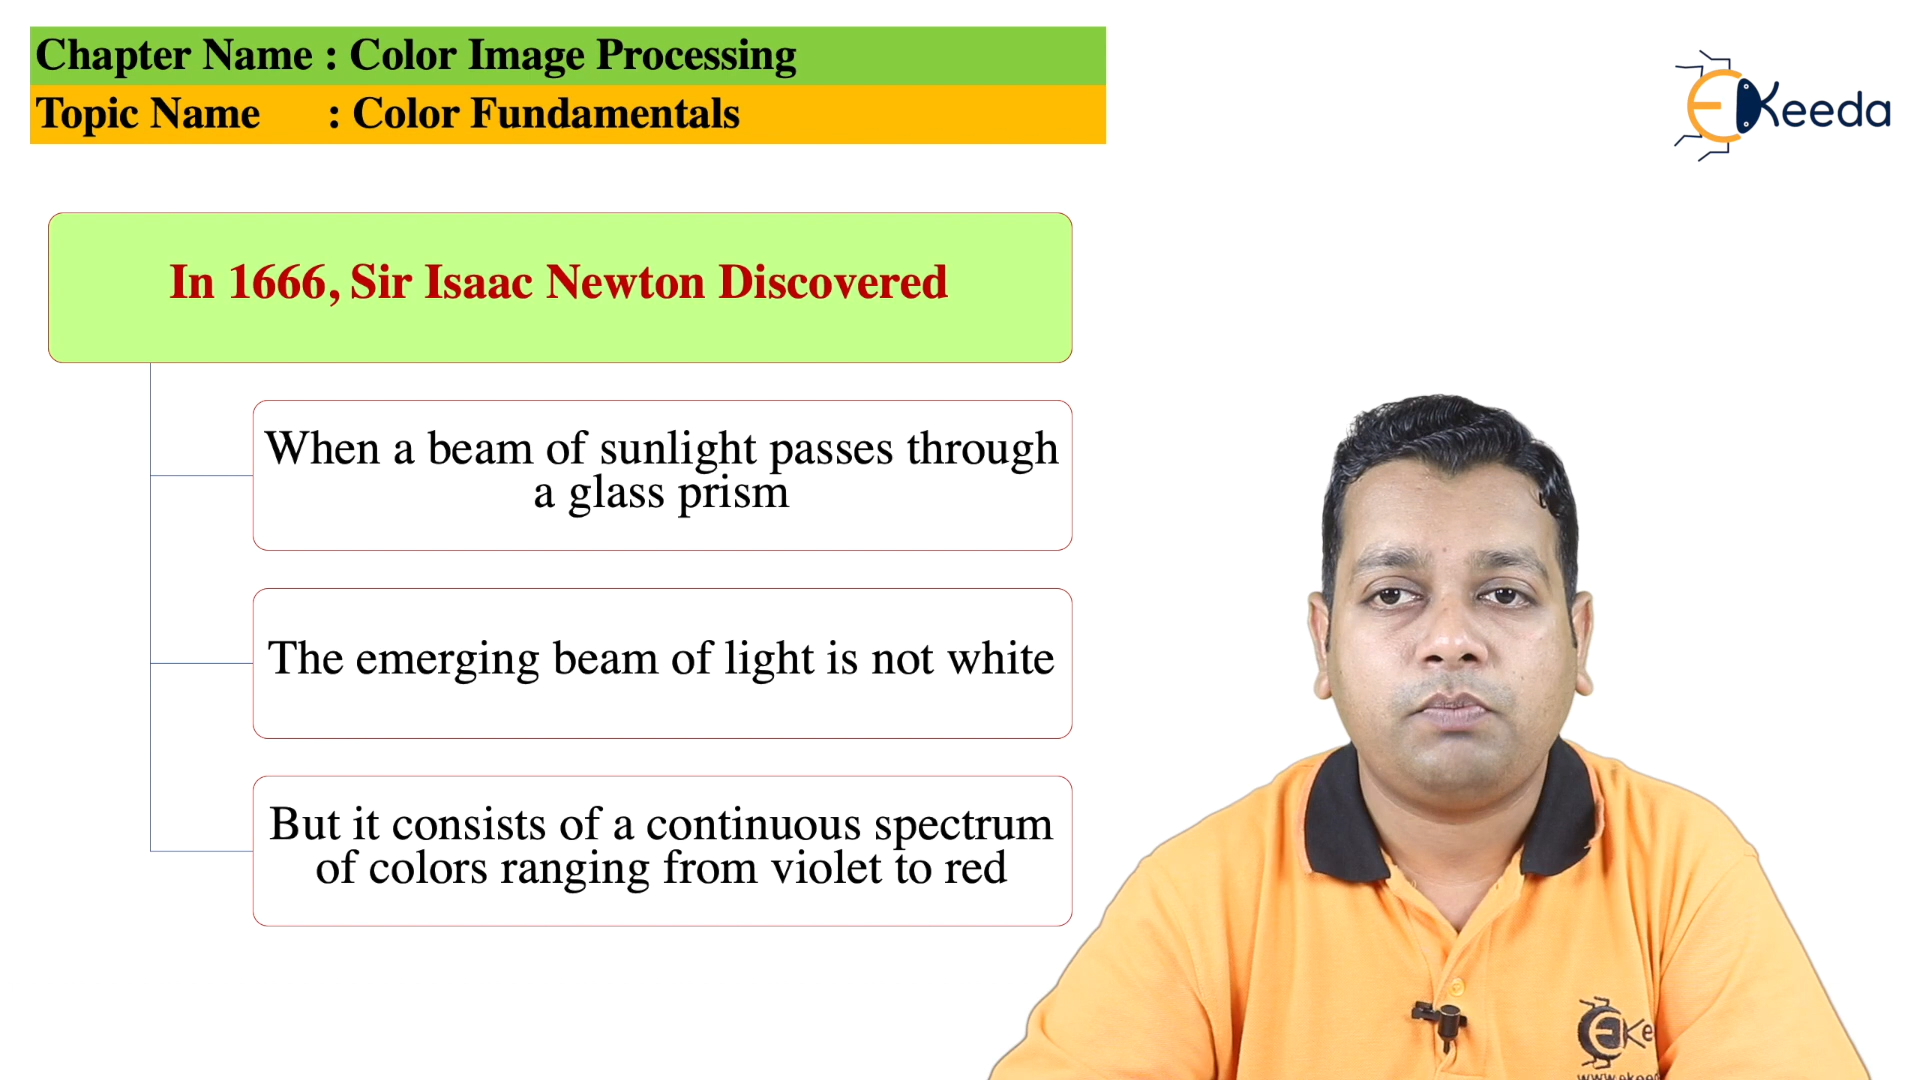 Chapter Name : Color Image Processing
Topic Name : Color Fundamentals
EKeeda
In 1666, Sir Isaac Newton Discovered
When a beam of sunlight passes through
a glass prism
The emerging beam of light is not white
But it consists of a continuous spectrum
of colors ranging from violet to red
EKe